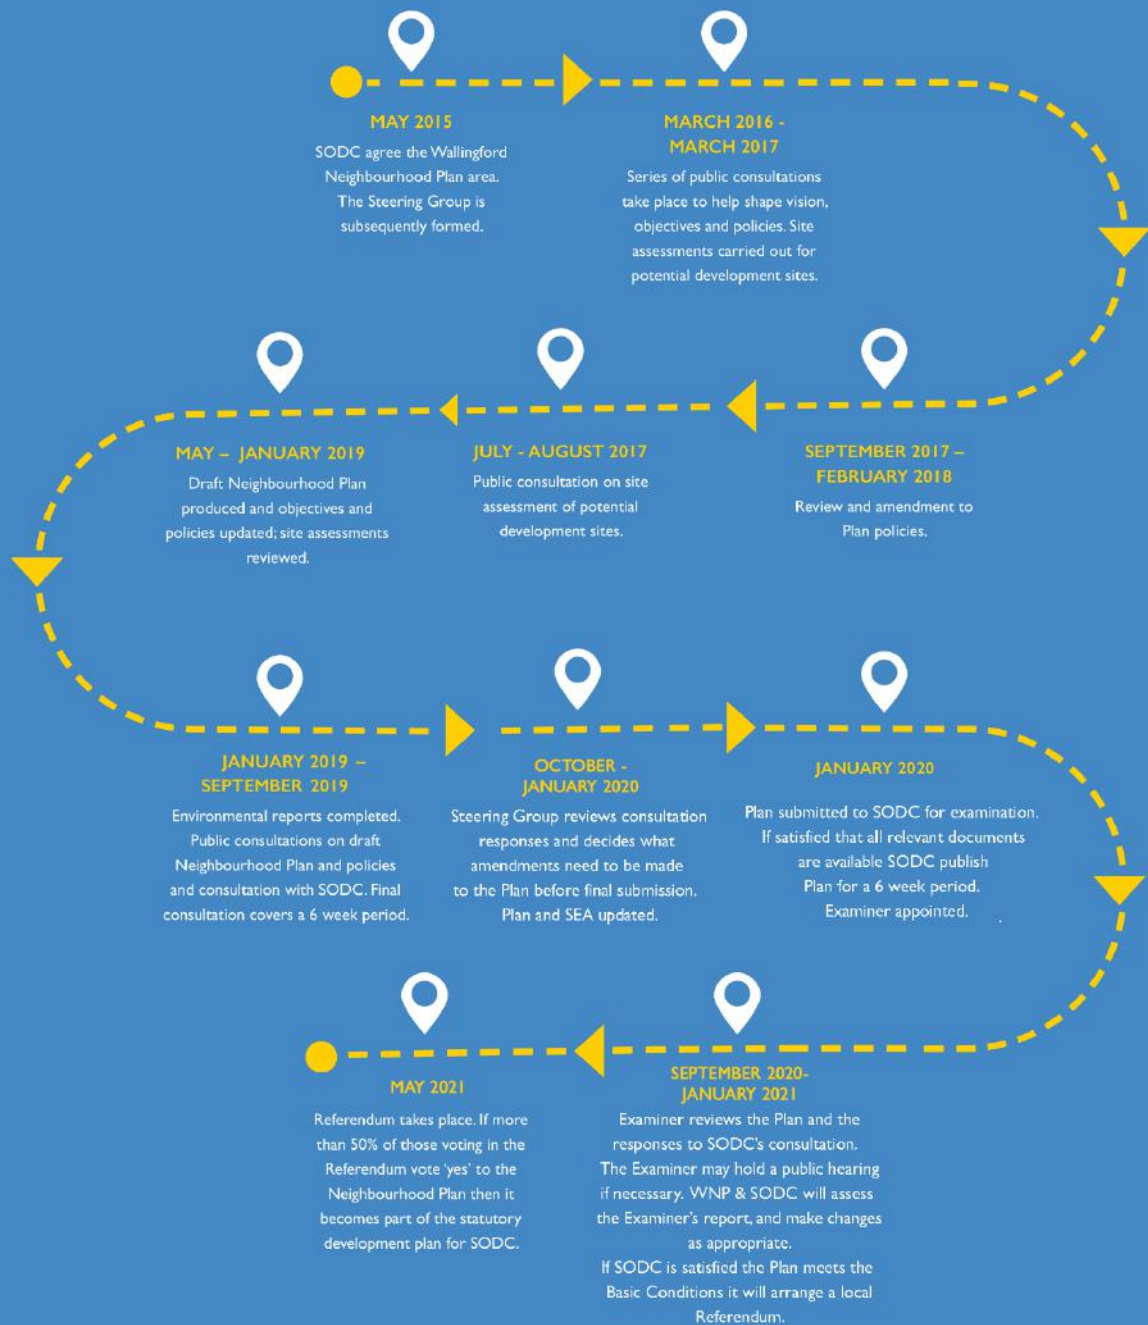 MAY 2015
SODC agree the Wallingford
Neighbourhood Plan area.
The Steering Group is
subsequently formed.
MARCH 2016 -
MARCH 2017
Series of public consultations
take place to help shape vision,
objectives and policies. Site
assessments carried out for
potential development sites.
MAY – JANUARY 2019
Draft Neighbourhood Plan
produced and objectives and
policies updated; site assessments
reviewed.
JULY - AUGUST 2017
Public consultation on site
assessment of potential
development sites.
SEPTEMBER 2017 –
FEBRUARY 2018
Review and amendment to
Plan policies.
JANUARY 2019 –
SEPTEMBER 2019
Environmental reports completed.
Public consultations on draft
Neighbourhood Plan and policies
and consultation with SODC. Final
consultation covers a 6 week period.
OCTOBER -
JANUARY 2020
Steering Group reviews consultation
responses and decides what
amendments need to be made
to the Plan before final submission.
Plan and SEA updated.
JANUARY 2020
Plan submitted to SODC for examination.
If satisfied that all relevant documents
are available SODC publish
Plan for a 6 week period.
Examiner appointed. .
MAY 2021
Referendum takes place. If more
than 50% of those voting in the
Referendum vote 'yes' to the
Neighbourhood Plan then it
becomes part of the statutory
development plan for SODC.
SEPTEMBER 2020-
JANUARY 2021
Examiner reviews the Plan and the
responses to SODC's consultation.
The Examiner may hold a public hearing
if necessary. WNP & SODC will assess
the Examiner's report, and make changes
as appropriate.
If SODC is satisfied the Plan meets the
Basic Conditions it will arrange a local
Referendum.